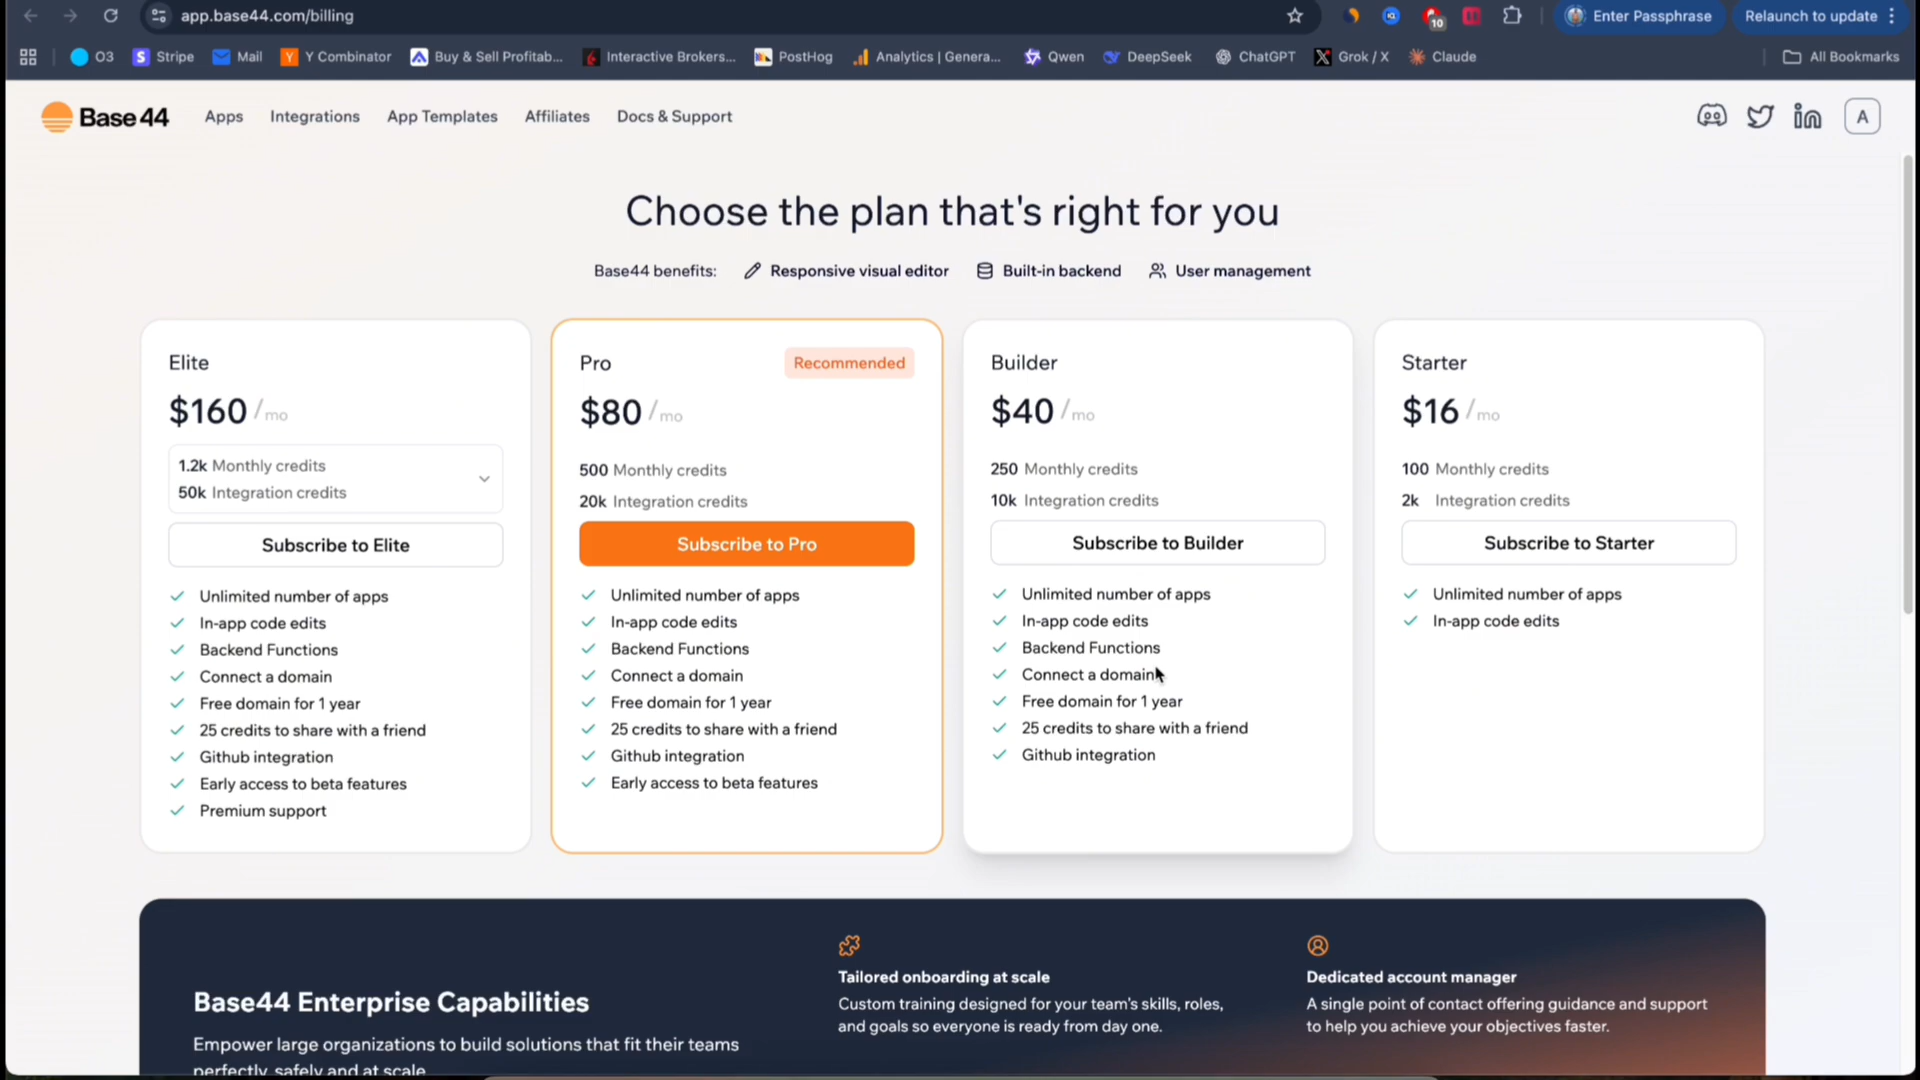 app.base44.com/billing
10
Enter Passphrase
Relaunch to update
O3
Stripe
Mail
Y Combinator
Buy & Sell Profitab...
Interactive Brokers...
PostHog
Analytics | Genera...
Qwen
DeepSeek
ChatGPT
Grok / X
Claude
All Bookmarks
Base 44
Apps
Integrations
App Templates
Affiliates
Docs & Support
A
Choose the plan that's right for you
Base44 benefits:
Responsive visual editor
Built-in backend
User management
Elite
$160 / mo
1.2k Monthly credits
50k Integration credits
Subscribe to Elite
Unlimited number of apps
In-app code edits
Backend Functions
Connect a domain
Free domain for 1 year
25 credits to share with a friend
Github integration
Early access to beta features
Premium support
Pro
Recommended
$80 / mo
500 Monthly credits
20k Integration credits
Subscribe to Pro
Unlimited number of apps
In-app code edits
Backend Functions
Connect a domain
Free domain for 1 year
25 credits to share with a friend
Github integration
Early access to beta features
Builder
$40 / mo
250 Monthly credits
10k Integration credits
Subscribe to Builder
Unlimited number of apps
In-app code edits
Backend Functions
Connect a domain
Free domain for 1 year
25 credits to share with a friend
Github integration
Starter
$16 / mo
100 Monthly credits
2k Integration credits
Subscribe to Starter
Unlimited number of apps
In-app code edits
Base44 Enterprise Capabilities
Empower large organizations to build solutions that fit their teams
perfectly, safely and at scale
Tailored onboarding at scale
Custom training designed for your team's skills, roles,
and goals so everyone is ready from day one.
Dedicated account manager
A single point of contact offering guidance and support
to help you achieve your objectives faster.